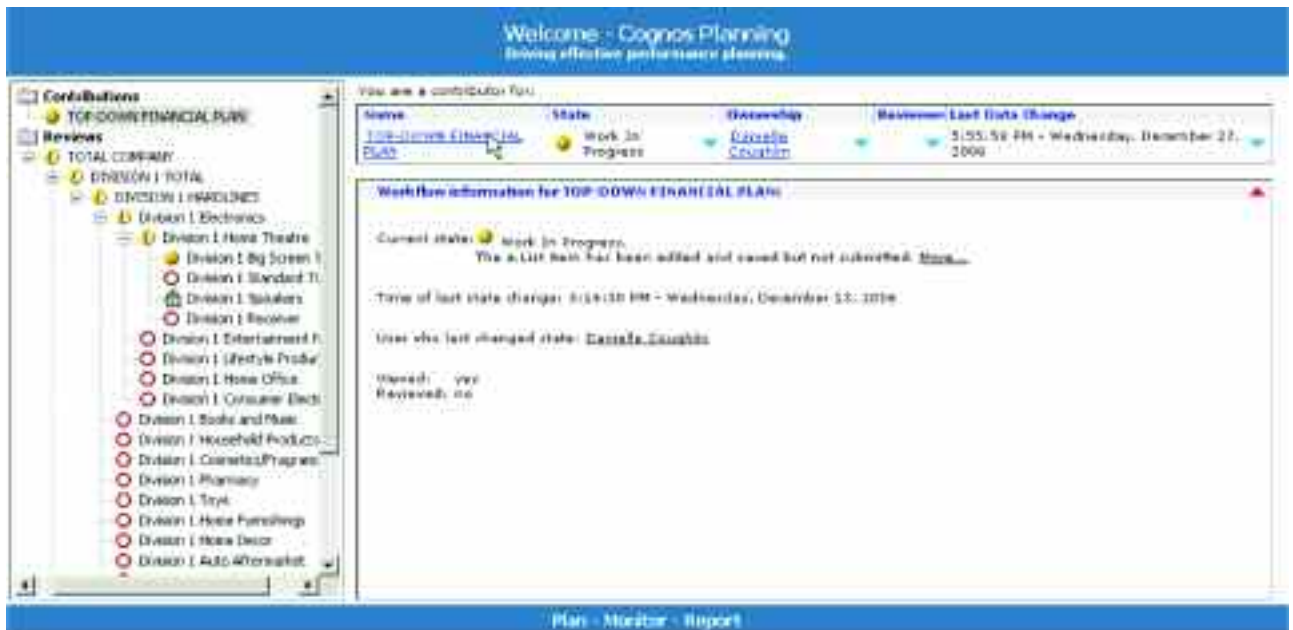 Welcome - Cognos Planning
Driving effective performance planning
Contributions
TOP-DOWN FINANCIAL PLAN
Reviews
TOTAL COMPANY
DIVISION 1 TOTAL
DIVISION 1 HARDLINES
Division 1 Electronics
Division 1 Home Theatre
Division 1 Big Screen T
Division 1 Standard T
Division 1 Speakers
Division 1 Receiver
Division 1 Entertainment F
Division 1 Lifestyle Produc
Division 1 Home Office
Division 1 Consumer Elect
Division 1 Books and Music
Division 1 Household Products
Division 1 Cosmetics/Fragranc
Division 1 Pharmacy
Division 1 Toys
Division 1 Home Furnishings
Division 1 Home Decor
Division 1 Auto Aftermarket
You are a contributor for:
Name State Ownership Reviewer Last Data Change
TOP-DOWN FINANCIAL PLAN Work In Progress Danielle Coughlin 5:55:59 PM - Wednesday, December 27, 2006
Workflow information for TOP-DOWN FINANCIAL PLAN:
Current state: Work In Progress.
The e.List item has been edited and saved but not submitted. More...
Time of last state change: PM - Wednesday, December 13, 2006
User who last changed state: Danielle Coughlin
Viewed: yes
Reviewed: no
Plan - Monitor - Report